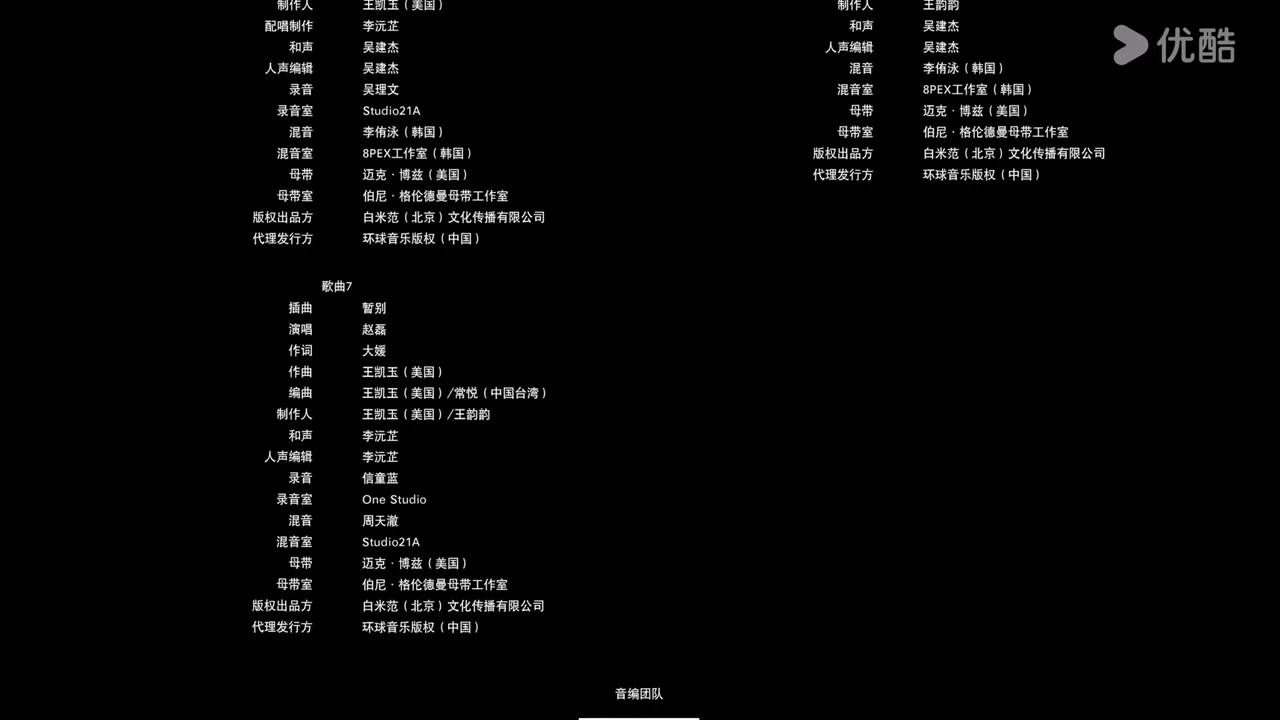 制作人 王凯玉（美国）
配唱制作 李沅芷
和声 吴建杰
人声编辑 吴建杰
录音 吴理文
录音室 Studio21A
混音 李侑泳（韩国）
混音室 8PEX工作室（韩国）
母带 迈克·博兹（美国）
母带室 伯尼·格伦德曼母带工作室
版权出品方 白米范（北京）文化传播有限公司
代理发行方 环球音乐版权（中国）
歌曲7
插曲 暂别
演唱 赵磊
作词 大媛
作曲 王凯玉（美国）
编曲 王凯玉（美国）/常悦（中国台湾）
制作人 王凯玉（美国）/王韵韵
和声 李沅芷
人声编辑 李沅芷
录音 信童蓝
录音室 One Studio
混音 周天澈
混音室 Studio21A
母带 迈克·博兹（美国）
母带室 伯尼·格伦德曼母带工作室
版权出品方 白米范（北京）文化传播有限公司
代理发行方 环球音乐版权（中国）
制作人 王韵韵
和声 吴建杰
人声编辑 吴建杰
混音 李侑泳（韩国）
混音室 8PEX工作室（韩国）
母带 迈克·博兹（美国）
母带室 伯尼·格伦德曼母带工作室
版权出品方 白米范（北京）文化传播有限公司
代理发行方 环球音乐版权（中国）
优酷
音编团队